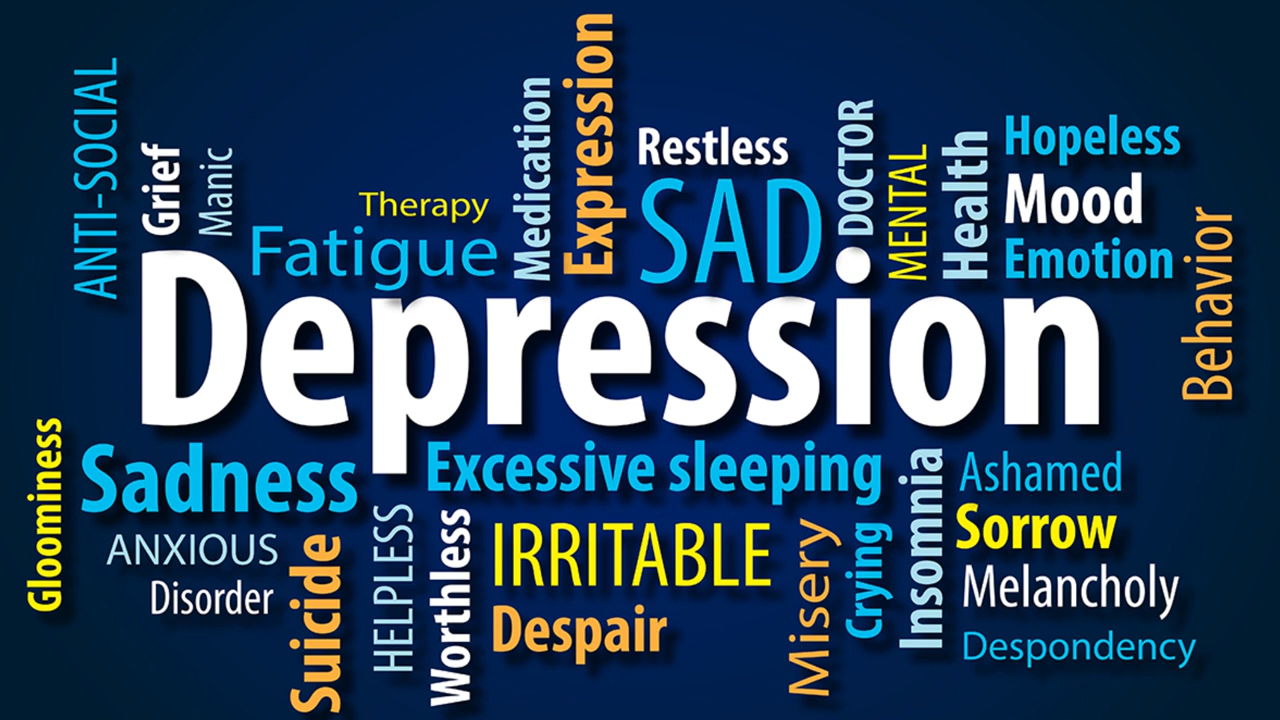 ANTI-SOCIAL
Grief
Manic
Therapy
Fatigue
Medication
Expression
Restless
SAD
DOCTOR
MENTAL
Health
Hopeless
Mood
Emotion
Behavior
Depression
Gloominess
Sadness
ANXIOUS
Disorder
Suicide
HELPLESS
Worthless
Excessive sleeping
IRRITABLE
Despair
Misery
Crying
Insomnia
Ashamed
Sorrow
Melancholy
Despondency